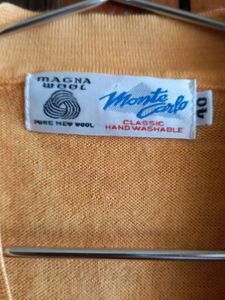 MAGNA
WOOL
PURE NEW WOOL
Monte
Carlo
CLASSIC
HAND WASHABLE
40